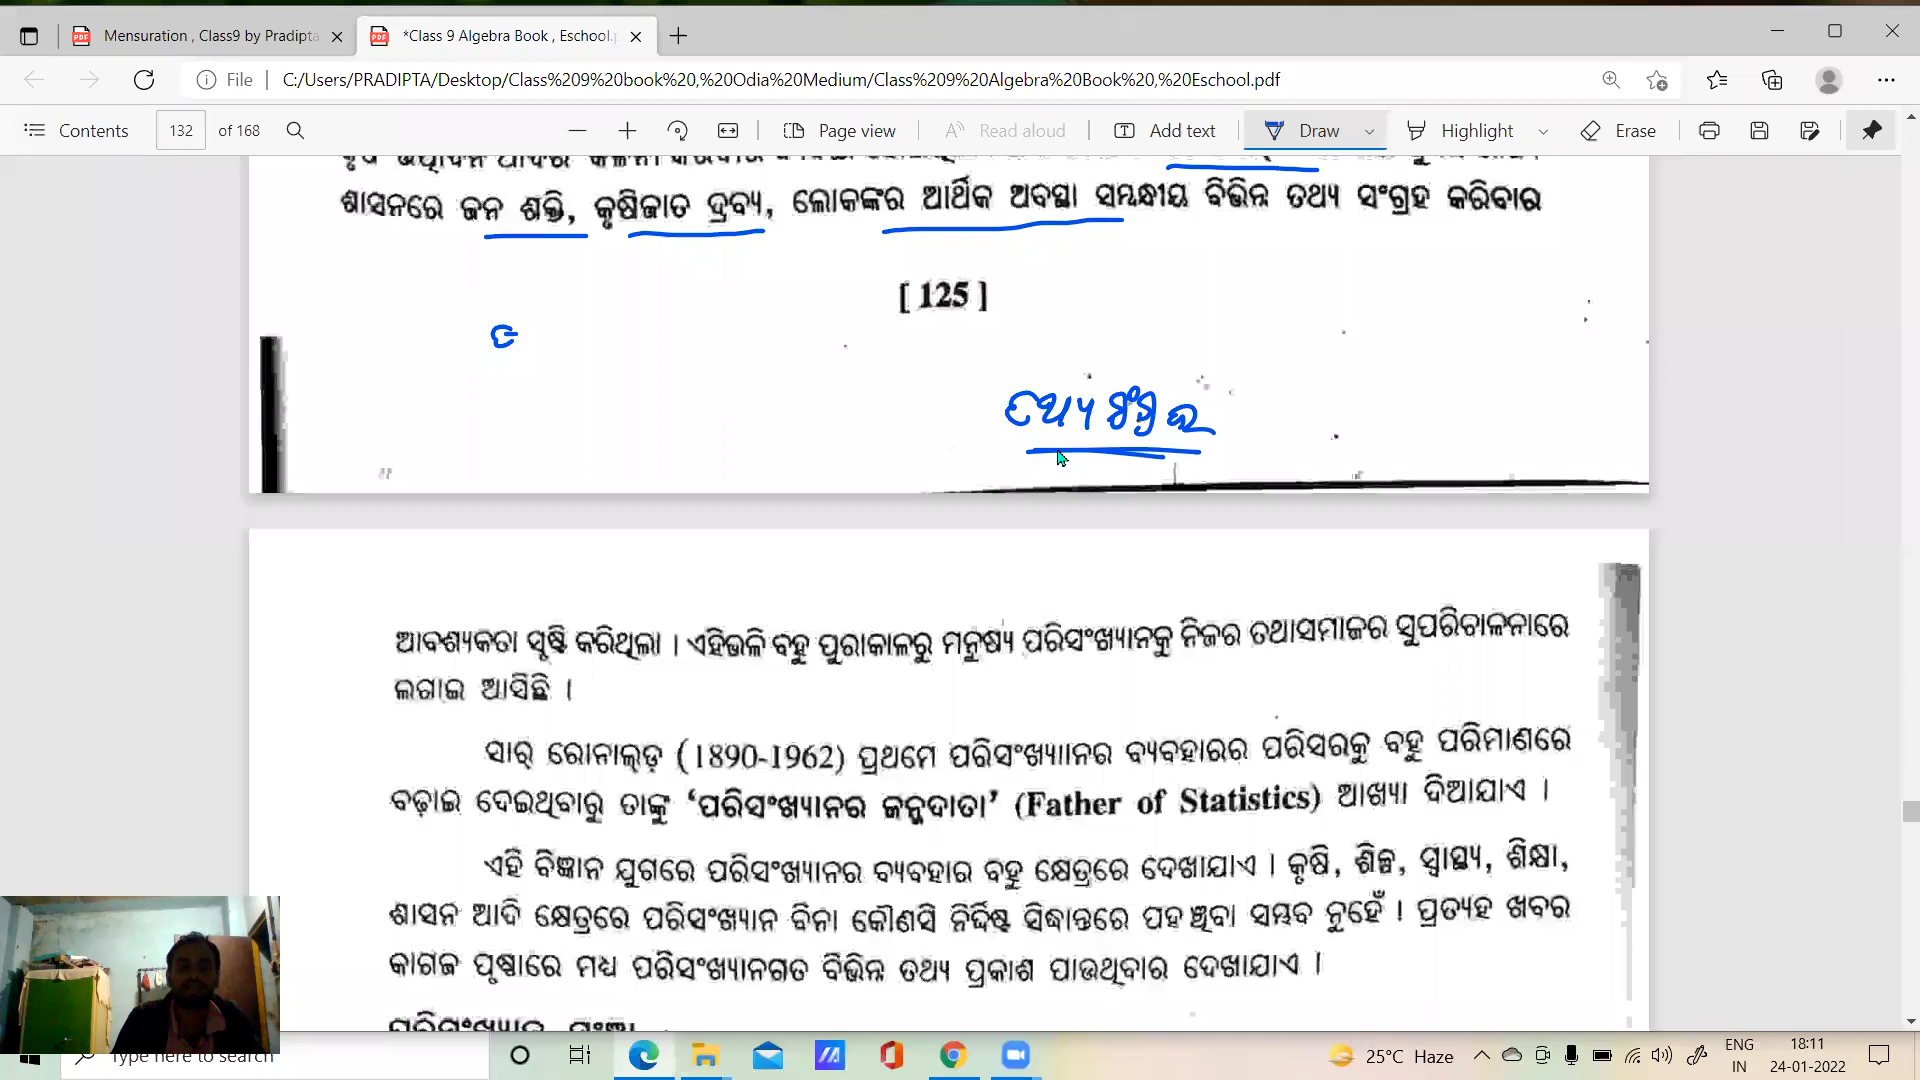 Mensuration , Class9 by Pradipta
*Class 9 Algebra Book , Eschool.p
File C:/Users/PRADIPTA/Desktop/Class%209%20book%20,%20Odia%20Medium/Class%209%20Algebra%20Book%20,%20Eschool.pdf
Contents 132 of 168 Page view Read aloud Add text Draw Highlight Erase
ଶାସନରେ ଜନ ଶକ୍ତି, କୃଷିଜାତ ଦ୍ରବ୍ୟ, ଲୋକଙ୍କର ଆର୍ଥିକ ଅବସ୍ଥା ସମ୍ବନ୍ଧୀୟ ବିଭିନ୍ନ ତଥ୍ୟ ସଂଗ୍ରହ କରିବାର
[ 125 ]
ତଥ୍ୟ ସଂଗ୍ରହ
ଆବଶ୍ୟକତା ସୃଷ୍ଟି କରିଥିଲା । ଏହିଭଳି ବହୁ ପୁରାକାଳରୁ ମନୁଷ୍ୟ ପରିସଂଖ୍ୟାନକୁ ନିଜର ତଥାସମାଜର ସୁପରିଚାଳନାରେ
ଲଗାଇ ଆସିଛି ।
ସାର୍ ରୋନାଲ୍ଡ଼ (1890-1962) ପ୍ରଥମେ ପରିସଂଖ୍ୟାାନର ବ୍ୟବହାରର ପରିସରକୁ ବହୁ ପରିମାଣରେ
ବଢ଼ାଇ ଦେଇଥିବାରୁ ତାଙ୍କୁ ‘ପରିସଂଖ୍ୟାନର ଜନ୍ମଦାତା’ (Father of Statistics) ଆଖ୍ୟା ଦିଆଯାଏ ।
ଏହି ବିଜ୍ଞାନ ଯୁଗରେ ପରିସଂଖ୍ୟାନର ବ୍ୟବହାର ବହୁ କ୍ଷେତ୍ରରେ ଦେଖାଯାଏ । କୃଷି, ଶିଳ୍ପ, ସ୍ୱାସ୍ଥ୍ୟ, ଶିକ୍ଷା,
ଶାସନ ଆଦି କ୍ଷେତ୍ରରେ ପରିସଂଖ୍ୟାନ ବିନା କୌଣସି ନିର୍ଦ୍ଦିଷ୍ଟ ସିଦ୍ଧାନ୍ତରେ ପହଞ୍ଚିବା ସମ୍ଭବ ନୁହେଁ । ପ୍ରତ୍ୟହ ଖବର
କାଗଜ ପୃଷ୍ଠାରେ ମଧ୍ୟ ପରିସଂଖ୍ୟାନଗତ ବିଭିନ୍ନ ତଥ୍ୟ ପ୍ରକାଶ ପାଉଥିବାର ଦେଖାଯାଏ ।
Type here to search
25°C Haze
ENG
IN
18:11
24-01-2022